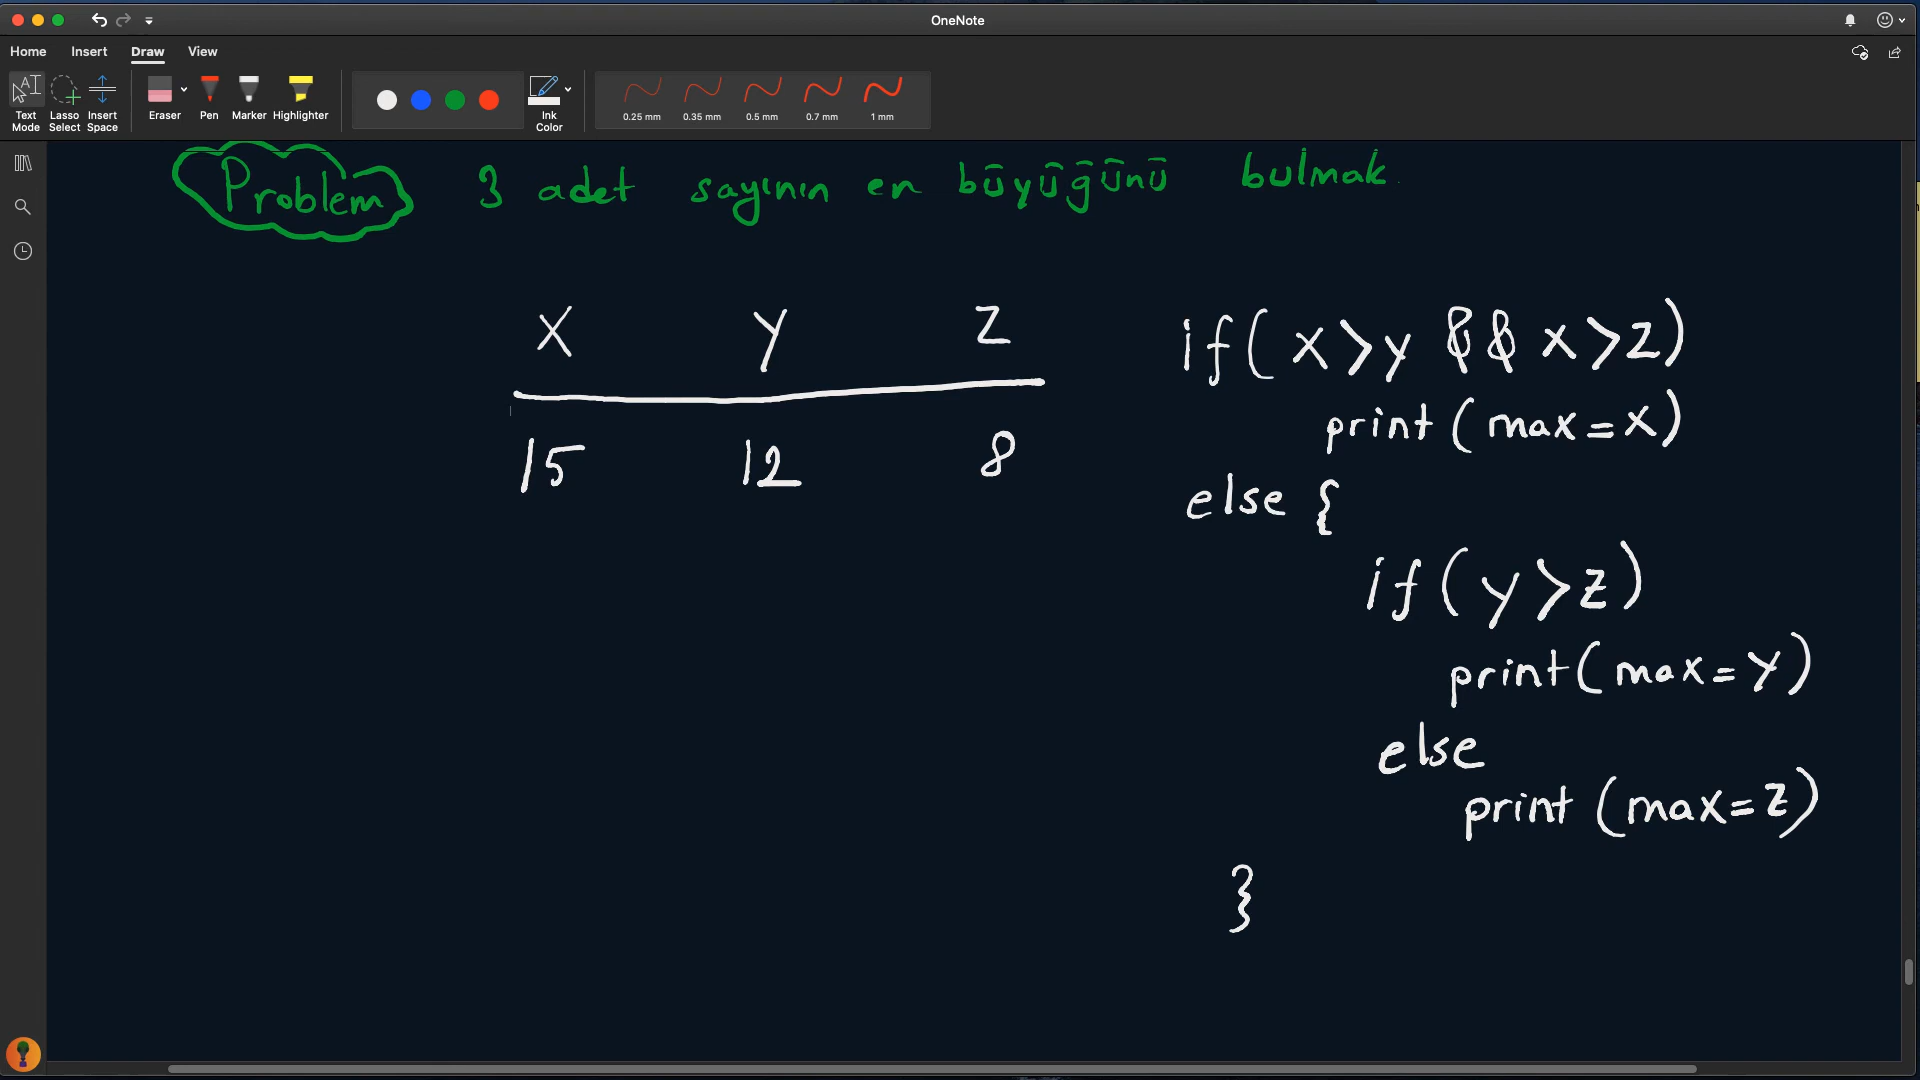 OneNote
Home Insert Draw View
Text Mode Lasso Select Insert Space Eraser Pen Marker Highlighter Ink Color 0.25 mm 0.35 mm 0.5 mm 0.7 mm 1 mm
Problem 3 adet sayının en büyüğünü bulmak.
X Y Z
15 12 8
if( x>y && x>z)
print( max=x)
else {
if( y>z)
print( max=y)
else
print (max=z)
}